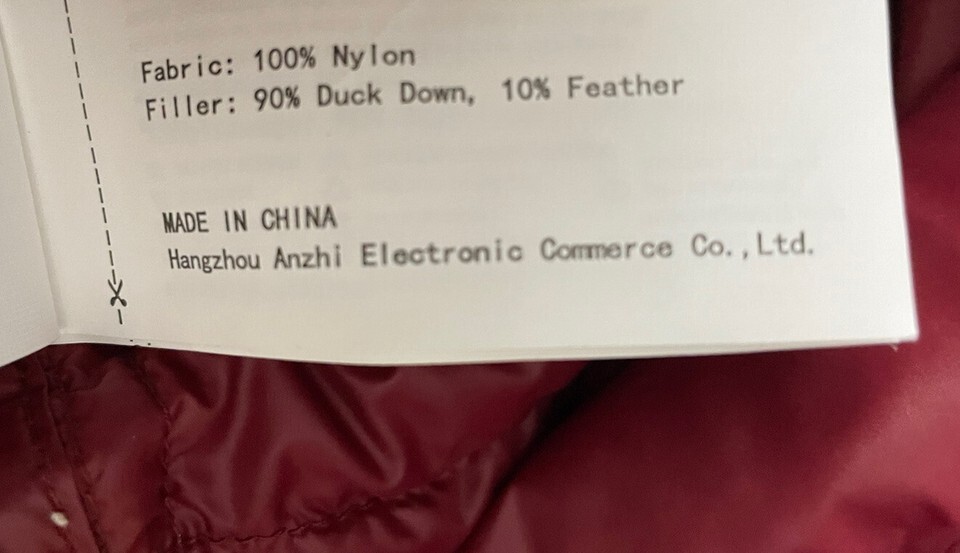 Fabric: 100% Nylon
Filler: 90% Duck Down, 10% Feather
MADE IN CHINA
Hangzhou Anzhi Electronic Commerce Co.,Ltd.